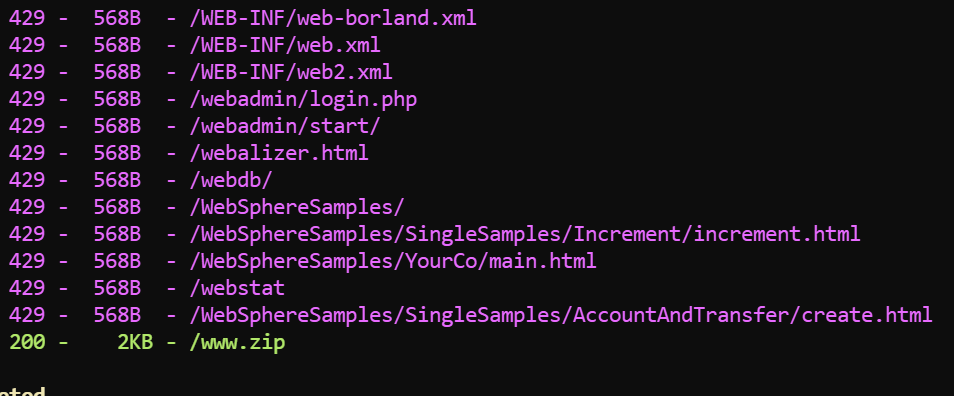 429 -  568B  - /WEB-INF/web-borland.xml
429 -  568B  - /WEB-INF/web.xml
429 -  568B  - /WEB-INF/web2.xml
429 -  568B  - /webadmin/login.php
429 -  568B  - /webadmin/start/
429 -  568B  - /webalizer.html
429 -  568B  - /webdb/
429 -  568B  - /WebSphereSamples/
429 -  568B  - /WebSphereSamples/SingleSamples/Increment/increment.html
429 -  568B  - /WebSphereSamples/YourCo/main.html
429 -  568B  - /webstat
429 -  568B  - /WebSphereSamples/SingleSamples/AccountAndTransfer/create.html
200 -    2KB - /www.zip